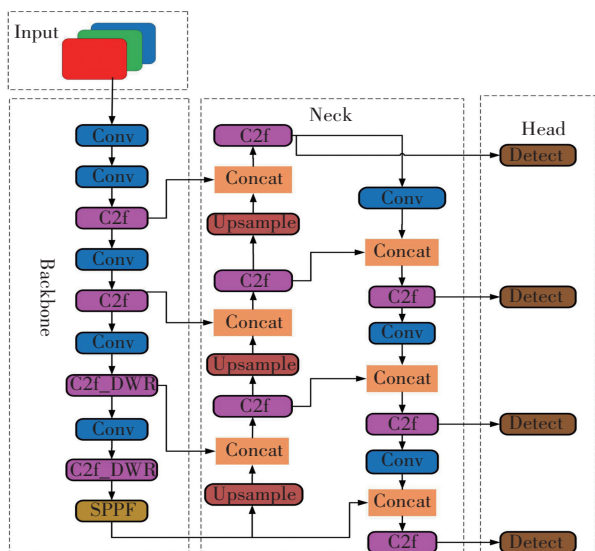 Input
Backbone
Conv
Conv
C2f
Conv
C2f
Conv
C2f_DWR
Conv
C2f_DWR
SPPF
Neck
C2f
Concat
Upsample
C2f
Concat
Upsample
C2f
Concat
Upsample
Conv
Concat
C2f
Conv
Concat
C2f
Conv
Concat
C2f
Head
Detect
Detect
Detect
Detect